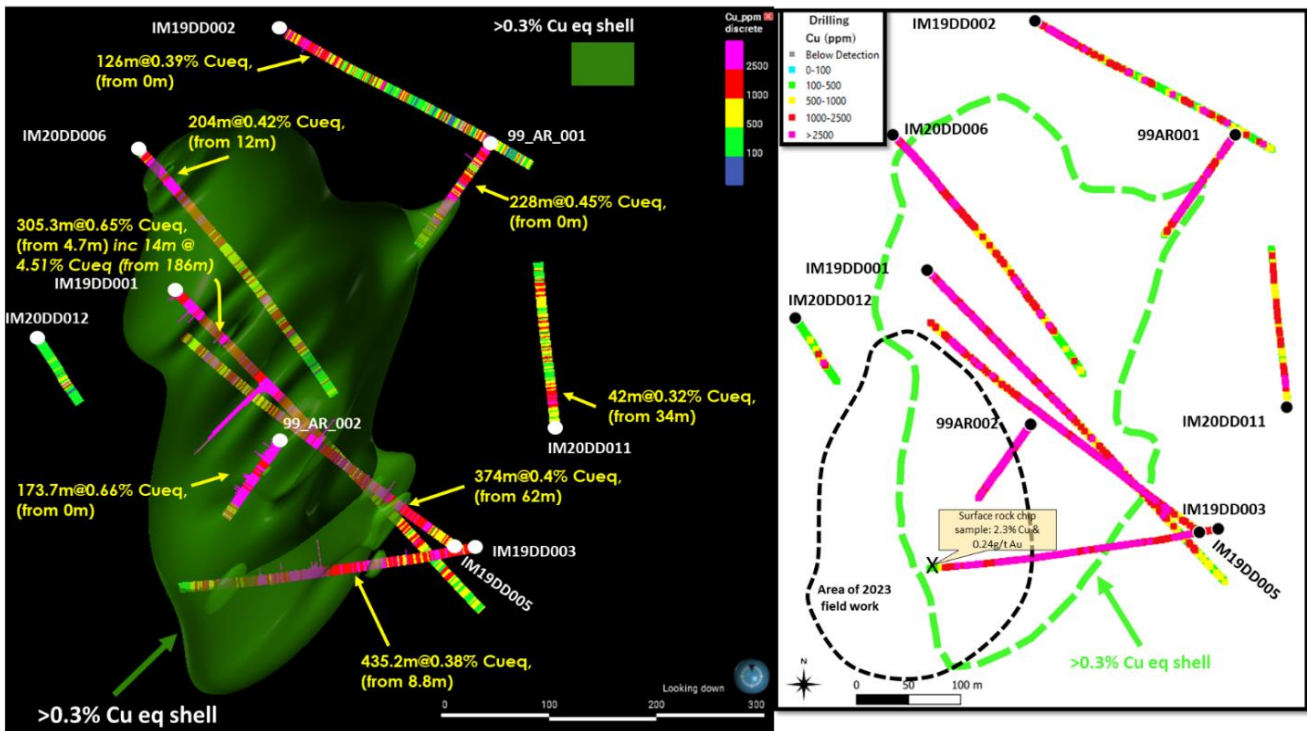 IM19DD002
>0.3% Cu eq shell
Cu_ppm
discrete
2500
1000
500
100
126m@0.39% Cueq,
(from 0m)
IM20DD006
204m@0.42% Cueq,
(from 12m)
99_AR_001
228m@0.45% Cueq,
(from 0m)
305.3m@0.65% Cueq,
(from 4.7m) inc 14m @
4.51% Cueq (from 186m)
IM19DD001
IM20DD012
42m@0.32% Cueq,
(from 34m)
99_AR_002
IM20DD011
173.7m@0.66% Cueq,
(from 0m)
374m@0.4% Cueq,
(from 62m)
IM19DD003
IM19DD005
435.2m@0.38% Cueq,
(from 8.8m)
Looking down
>0.3% Cu eq shell
0 100 200 300
Drilling
Cu (ppm)
Below Detection
0-100
100-500
500-1000
1000-2500
>2500
IM19DD002
IM20DD006
99AR001
IM19DD001
IM20DD012
99AR002
IM20DD011
IM19DD003
Surface rock chip
sample: 2.3% Cu &
0.24g/t Au
X
IM19DD005
Area of 2023
field work
>0.3% Cu eq shell
N
0 50 100 m